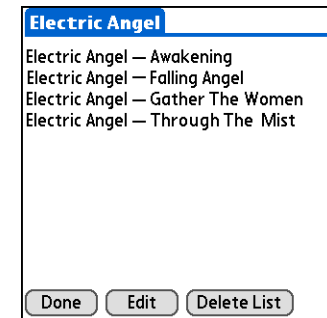 Electric Angel
Electric Angel — Awakening
Electric Angel — Falling Angel
Electric Angel — Gather The Women
Electric Angel — Through The Mist
Done Edit Delete List